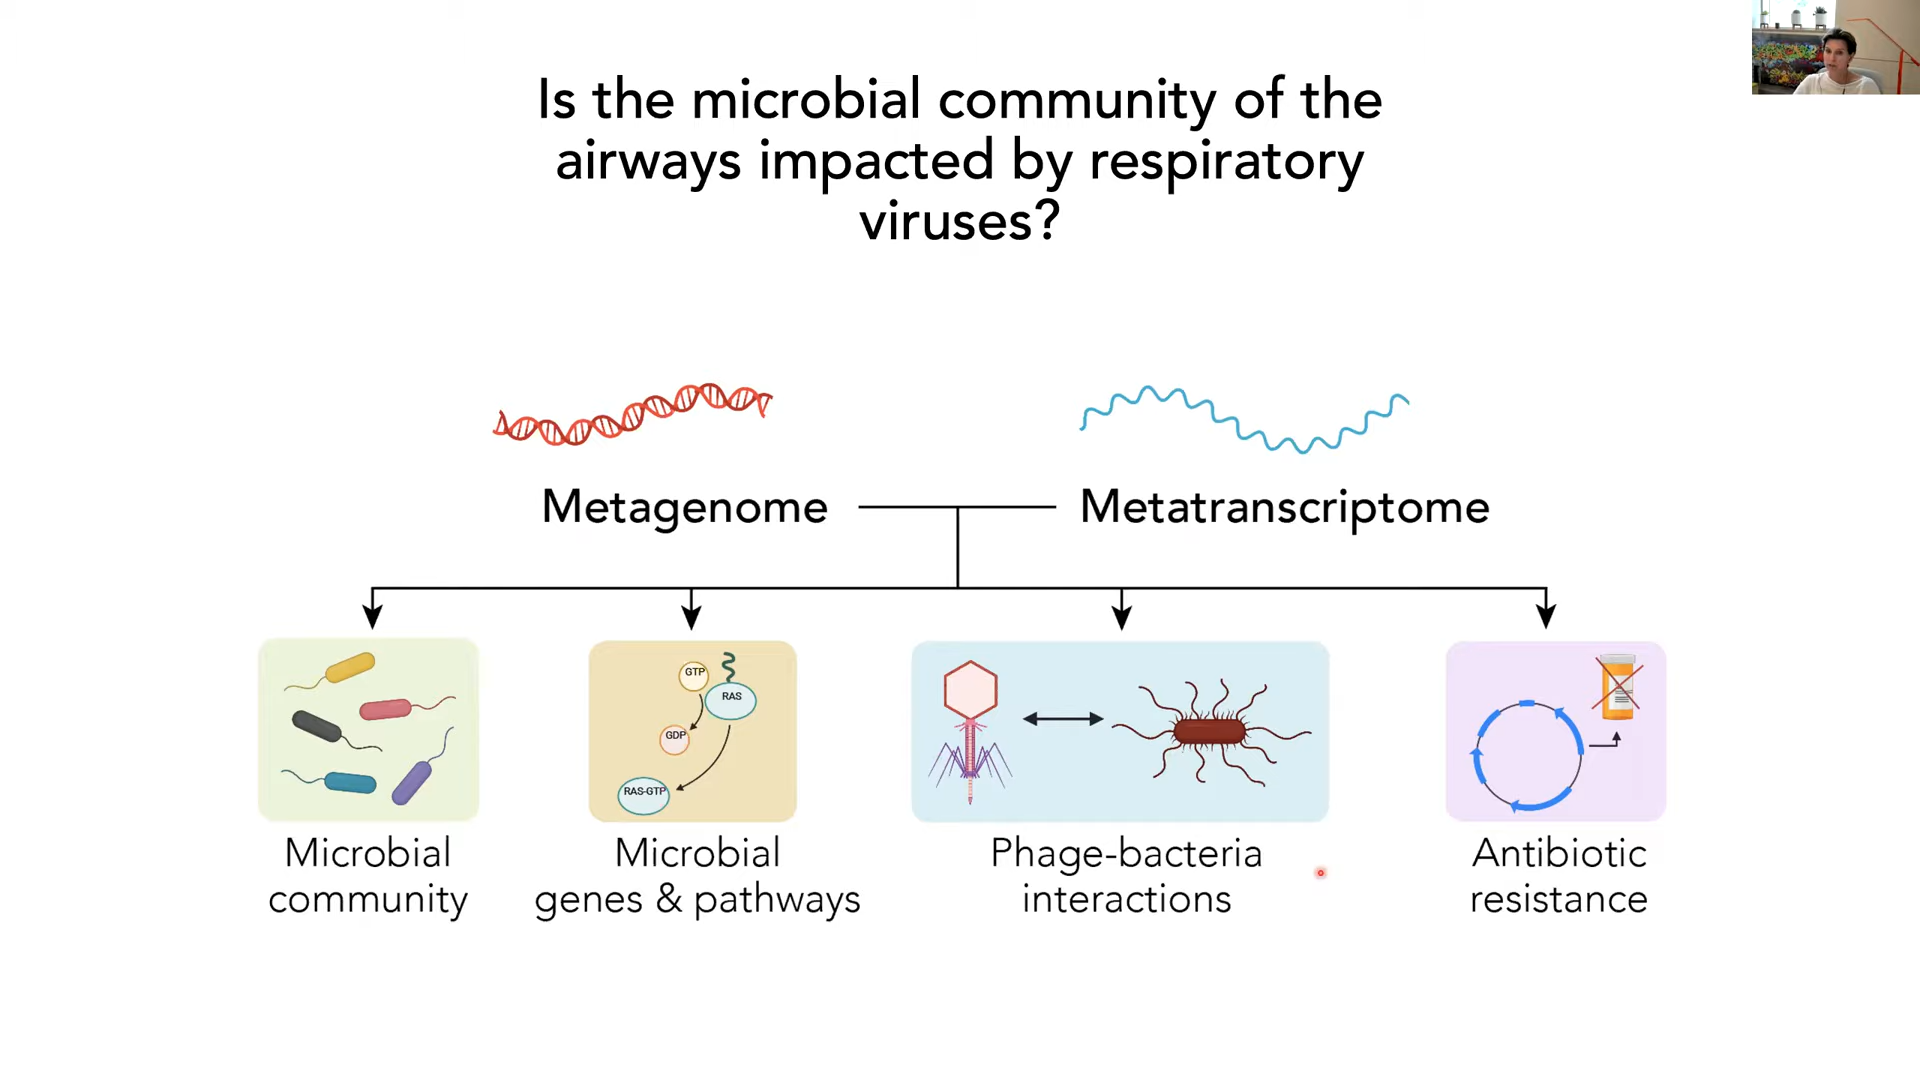 Is the microbial community of the
airways impacted by respiratory
viruses?
Metagenome
Metatranscriptome
GTP
RAS
GDP
RAS-GTP
Microbial
community
Microbial
genes & pathways
Phage-bacteria
interactions
Antibiotic
resistance